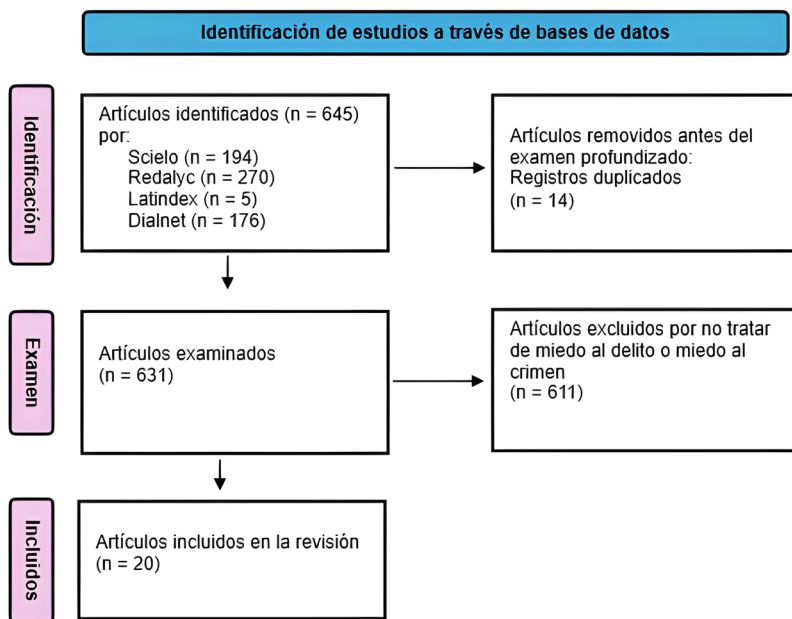 Identificación de estudios a través de bases de datos
Identificación
Artículos identificados (n = 645)
por:
Scielo (n = 194)
Redalyc (n = 270)
Latindex (n = 5)
Dialnet (n = 176)
Artículos removidos antes del
examen profundizado:
Registros duplicados
(n = 14)
Examen
Artículos examinados
(n = 631)
Artículos excluidos por no tratar
de miedo al delito o miedo al
crimen
(n = 611)
Incluidos
Artículos incluidos en la revisión
(n = 20)